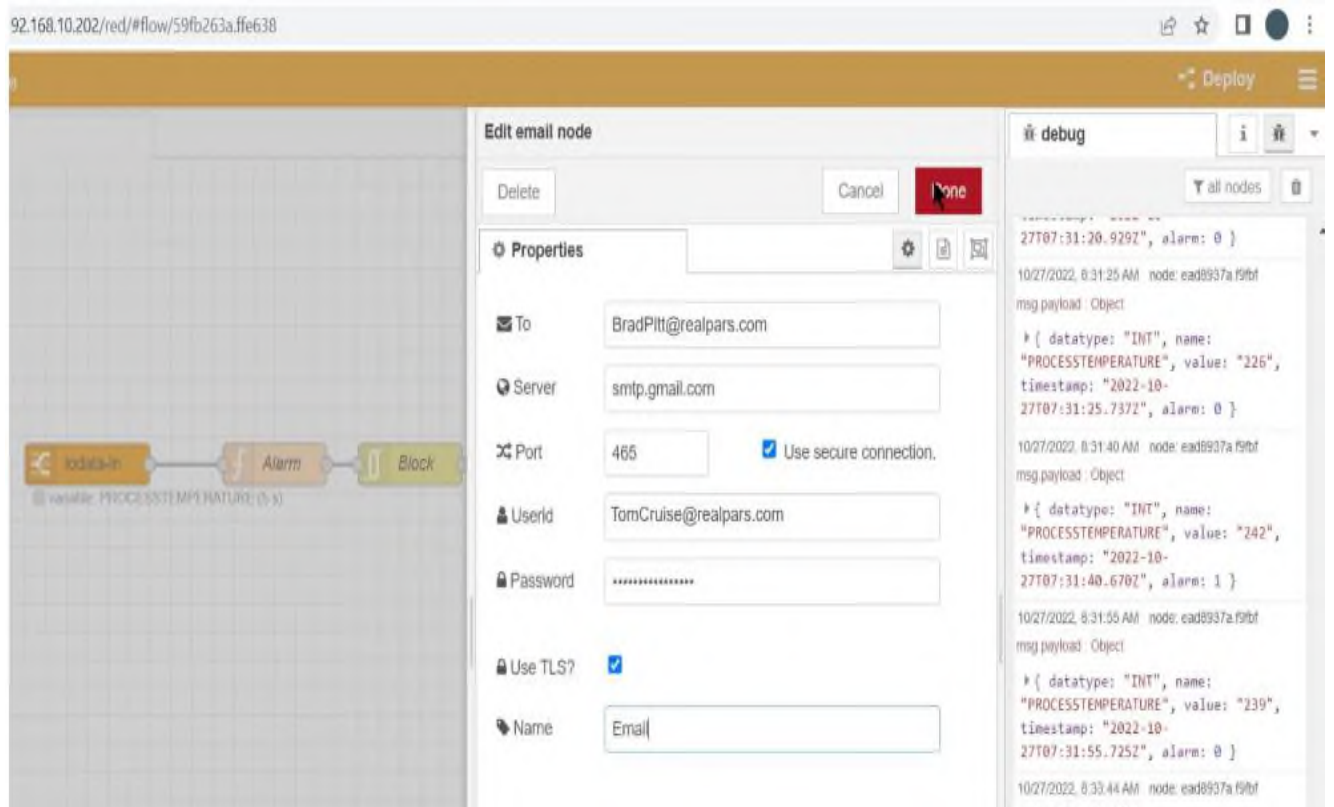 92.168.10.202/red/#flow/59fb263a.ffe638
Deploy
Edit email node
Delete
Cancel
Done
Properties
To
BradPitt@realpars.com
Server
smtp.gmail.com
Port
465
Use secure connection.
UserId
TomCruise@realpars.com
Password
Use TLS?
Name
Email
iodata-in
Alarm
Block
variable: PROCESSTEMPERATURE (5 s)
debug
i
all nodes
27T07:31:20.929Z", alarm: 0 }
10/27/2022, 8:31:25 AM node: ead8937a.f9fbf
msg.payload : Object
{ datatype: "INT", name:
"PROCESSTEMPERATURE", value: "226",
timestamp: "2022-10-
27T07:31:25.737Z", alarm: 0 }
10/27/2022, 8:31:40 AM node: ead8937a.f9fbf
msg.payload : Object
{ datatype: "INT", name:
"PROCESSTEMPERATURE", value: "242",
timestamp: "2022-10-
27T07:31:40.670Z", alarm: 1 }
10/27/2022, 8:31:55 AM node: ead8937a.f9fbf
msg.payload : Object
{ datatype: "INT", name:
"PROCESSTEMPERATURE", value: "239",
timestamp: "2022-10-
27T07:31:55.725Z", alarm: 0 }
10/27/2022, 8:33:44 AM node: ead8937a.f9fbf